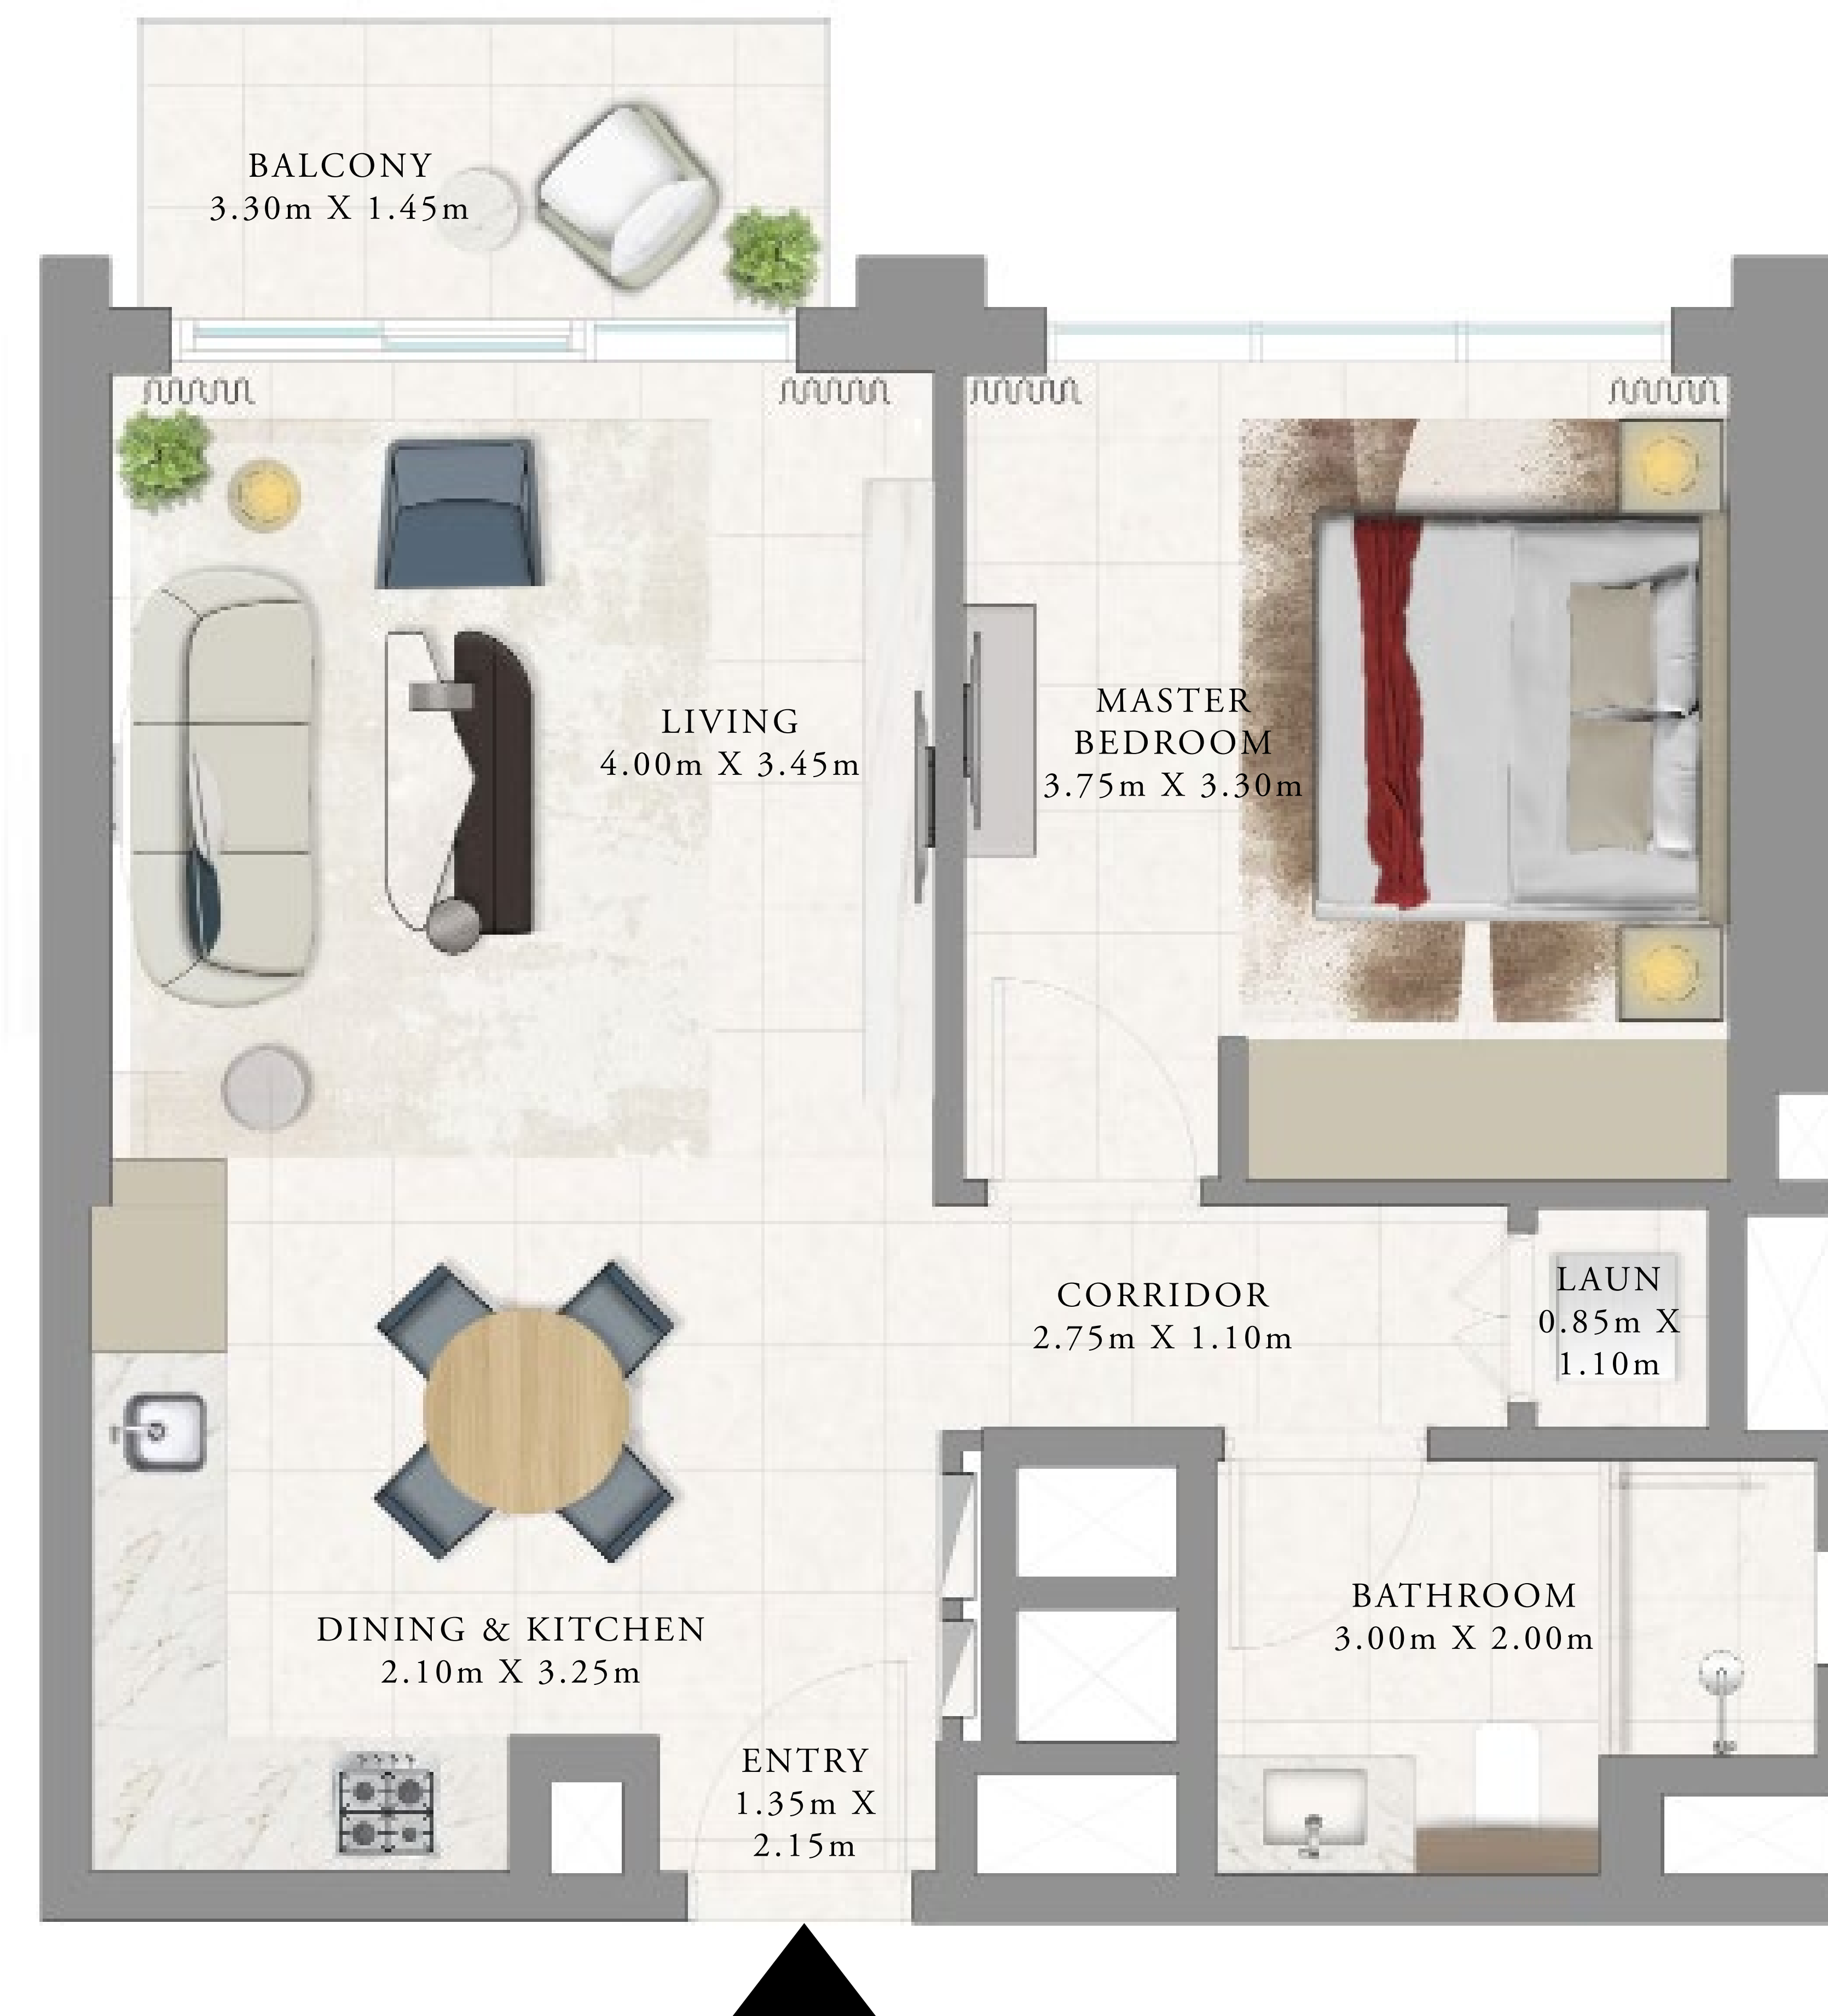 BALCONY
3.30m X 1.45m
LIVING
4.00m X 3.45m
MASTER
BEDROOM
3.75m X 3.30m
CORRIDOR
2.75m X 1.10m
LAUN
0.85m X
1.10m
DINING & KITCHEN
2.10m X 3.25m
BATHROOM
3.00m X 2.00m
ENTRY
1.35m X
2.15m